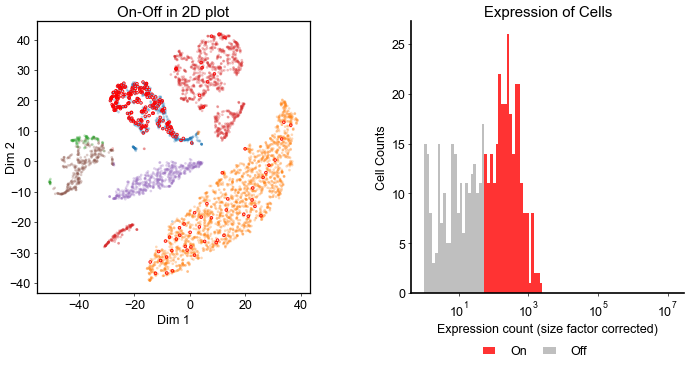 On-Off in 2D plot
40
30
20
10
0
−10
−20
−30
−40
Dim 2
−40 −20 0 20 40
Dim 1
Expression of Cells
25
20
15
10
5
0
Cell Counts
10^1 10^3 10^5 10^7
Expression count (size factor corrected)
On Off